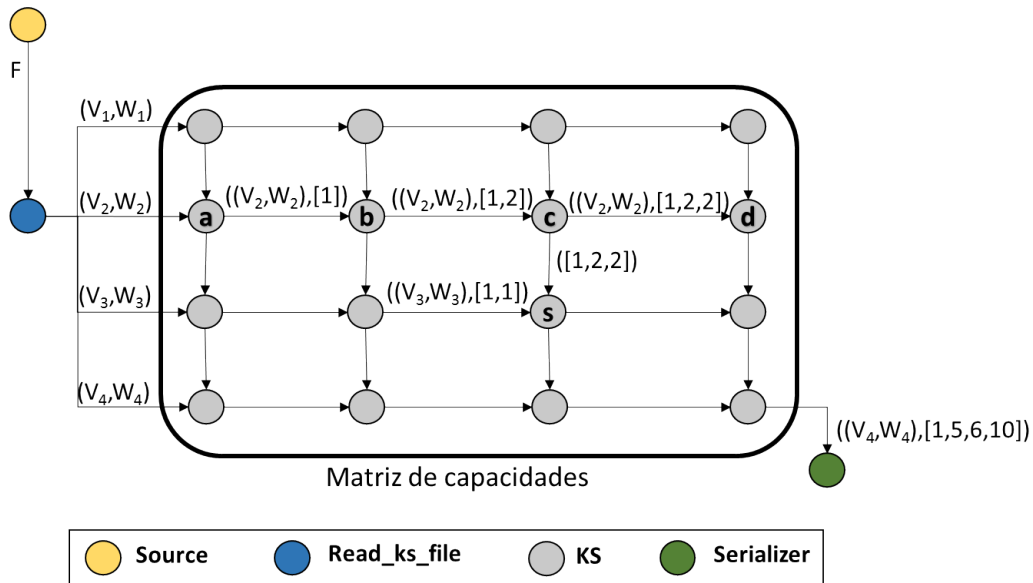 F
(V₁,W₁)
(V₂,W₂)
a
((V₂,W₂),[1])
b
((V₂,W₂),[1,2])
c
((V₂,W₂),[1,2,2])
d
([1,2,2])
(V₃,W₃)
((V₃,W₃),[1,1])
s
(V₄,W₄)
((V₄,W₄),[1,5,6,10])
Matriz de capacidades
Source
Read_ks_file
KS
Serializer